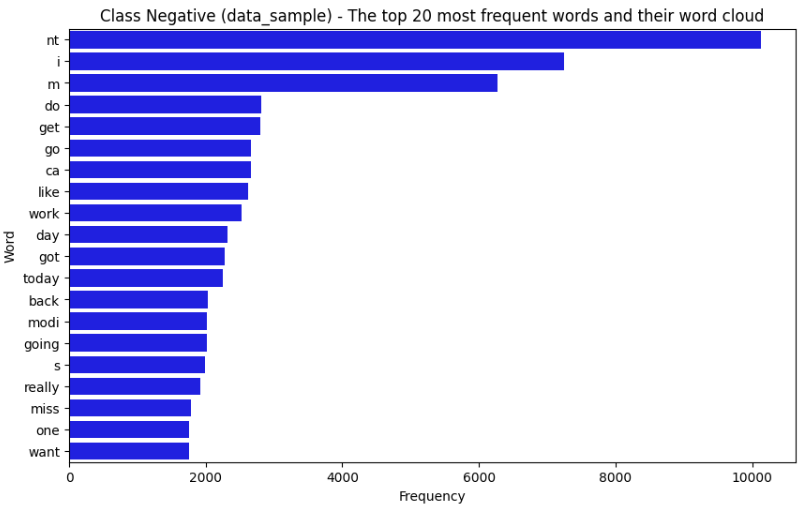 Class Negative (data_sample) - The top 20 most frequent words and their word cloud
nt
i
m
do
get
go
ca
like
work
day
got
today
back
modi
going
s
really
miss
one
want
Word
0 2000 4000 6000 8000 10000
Frequency